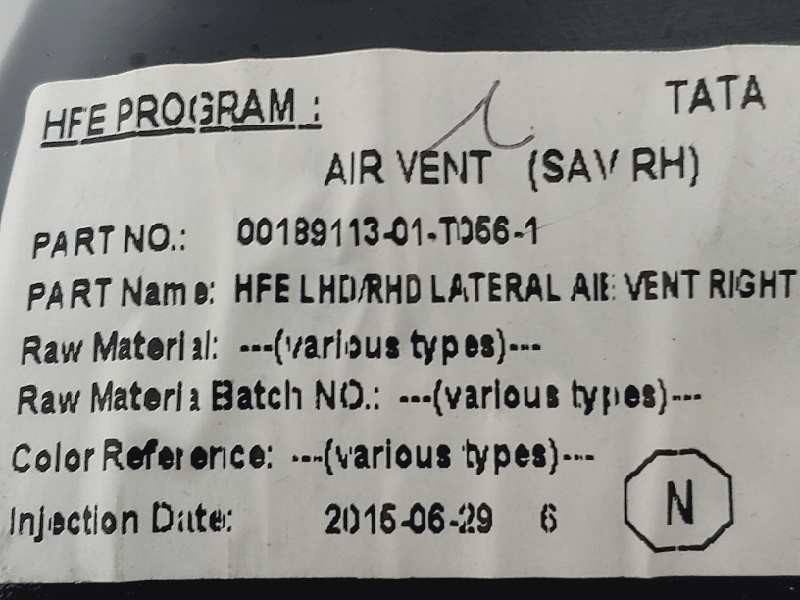 HFE PROGRAM :
TATA
AIR VENT (SAV RH)
PART NO.: 00189113-01-T056-1
PART Name: HFE LHD/RHD LATERAL AIR VENT RIGHT
Raw Material: ---(various types)---
Raw Material Batch NO.: ---(various types)---
Color Reference: ---(various types)---
Injection Date: 2015-06-29 6
N